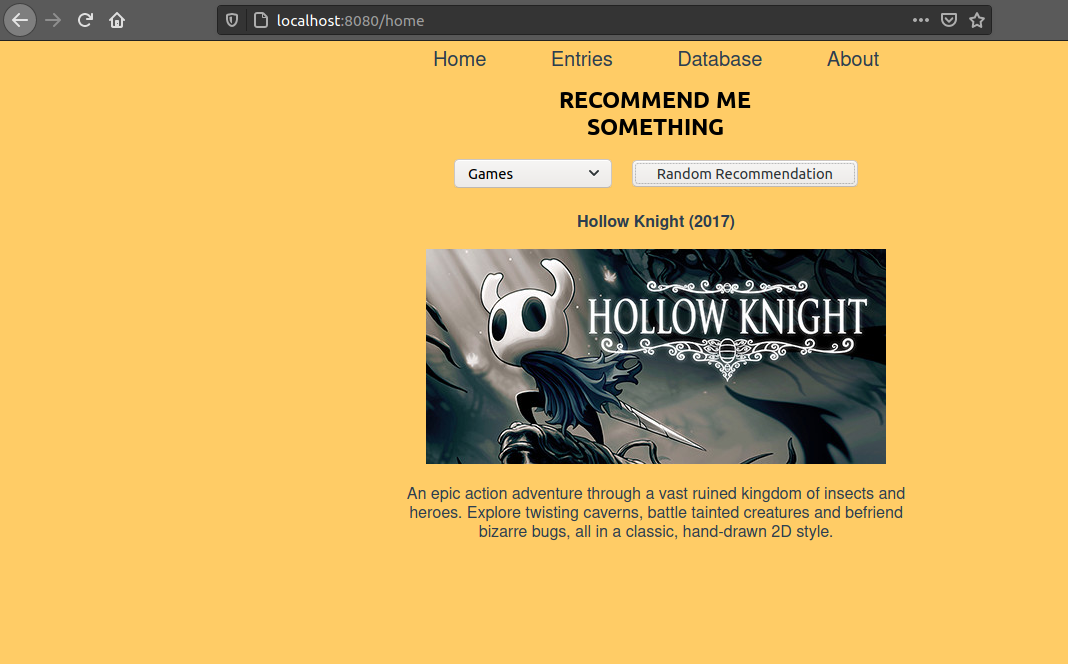 localhost:8080/home
Home Entries Database About
RECOMMEND ME
SOMETHING
Games Random Recommendation
Hollow Knight (2017)
HOLLOW KNIGHT
An epic action adventure through a vast ruined kingdom of insects and
heroes. Explore twisting caverns, battle tainted creatures and befriend
bizarre bugs, all in a classic, hand-drawn 2D style.